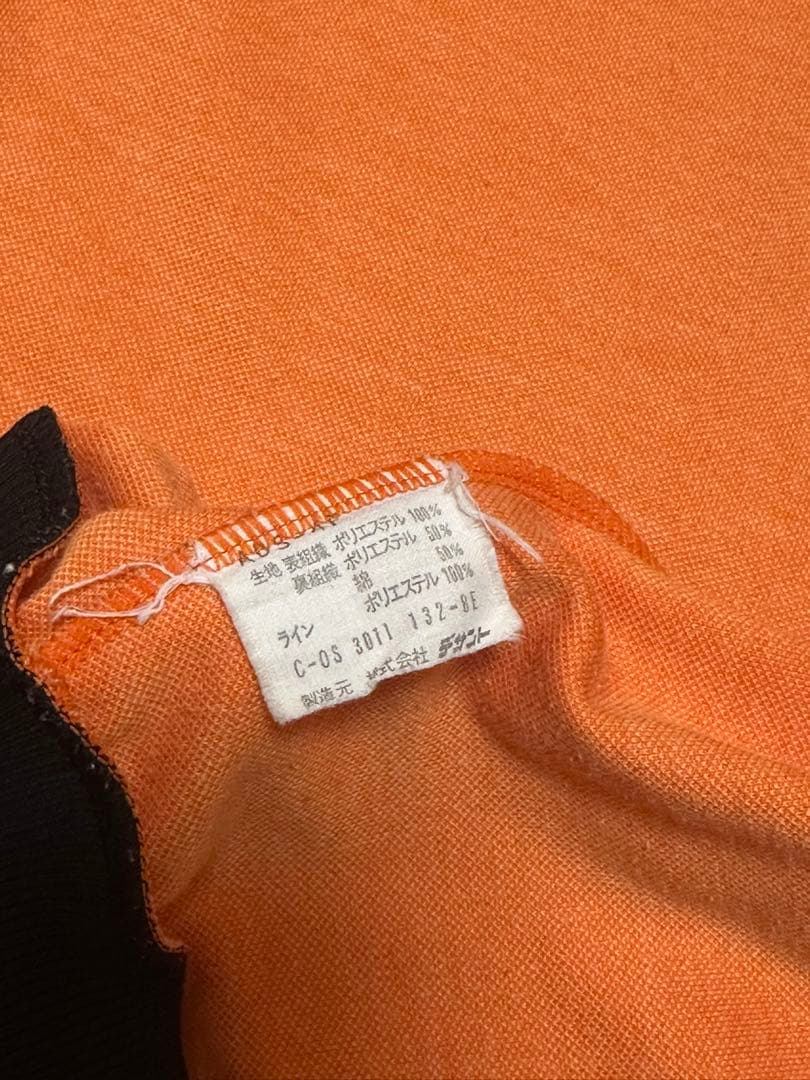 生地 表組織 ポリエステル 100%
裏組織 ポリエステル 50%
綿 50%
ライン ポリエステル 100%
C-OS 3011 132-8E
製造元 株式会社 デサント